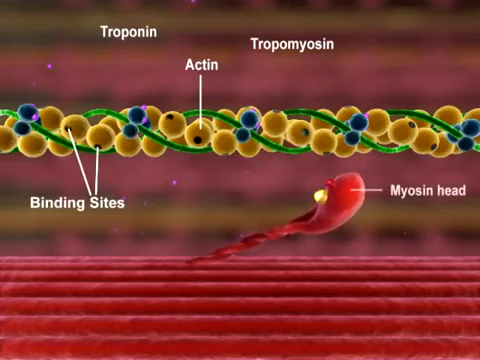 Troponin
Tropomyosin
Actin
Binding Sites
Myosin head